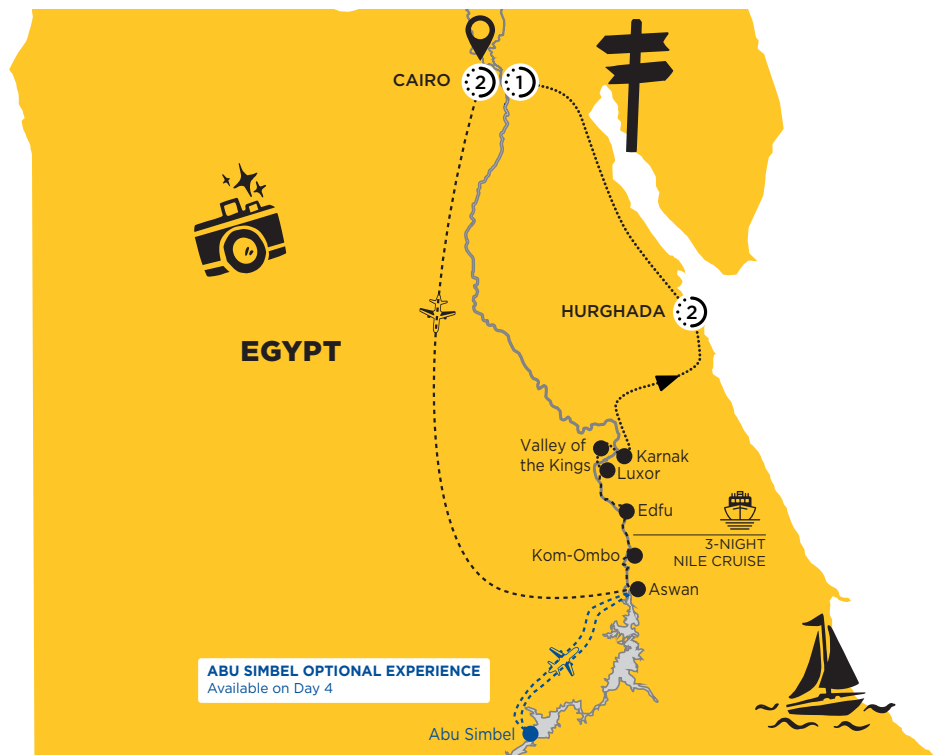 CAIRO
2
1
HURGHADA
2
EGYPT
Valley of
the Kings
Karnak
Luxor
Edfu
3-NIGHT
NILE CRUISE
Kom-Ombo
Aswan
ABU SIMBEL OPTIONAL EXPERIENCE
Available on Day 4
Abu Simbel